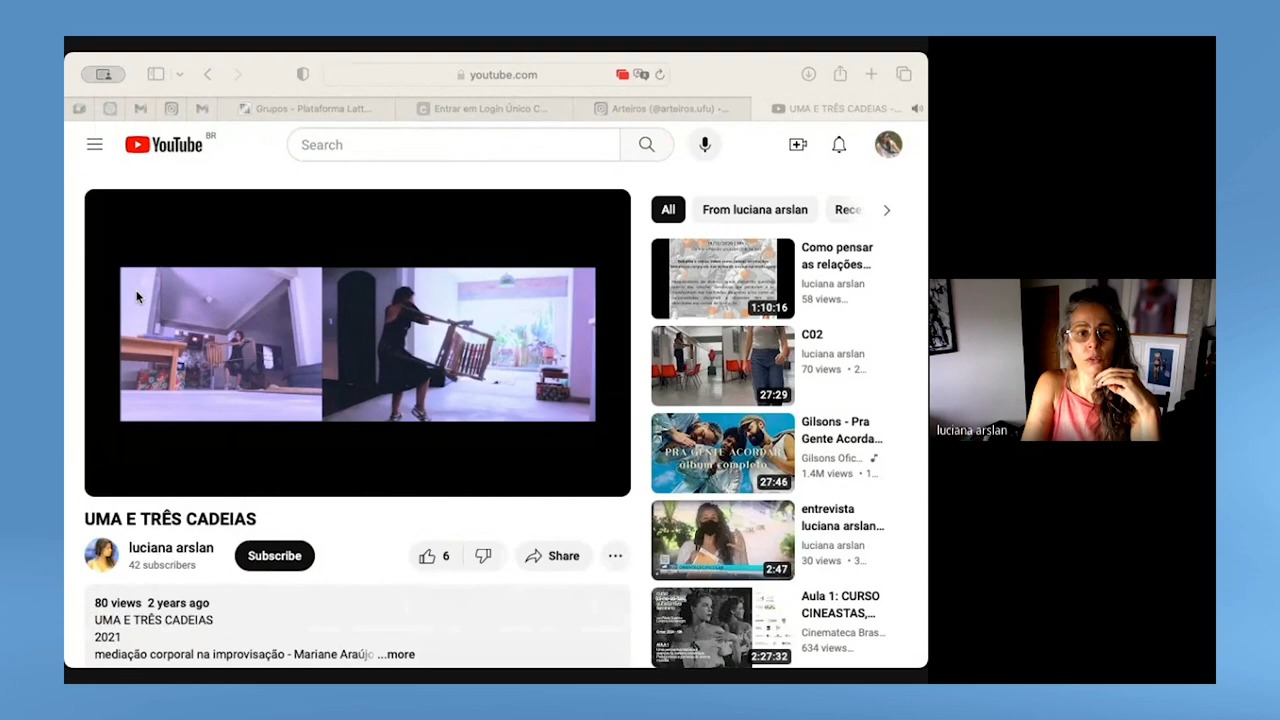 youtube.com
Grupos - Plataforma Latt...
Entrar em Login Único C...
Arteiros (@arteiros.ufu) -...
UMA E TRÊS CADEIAS -...
YouTube BR
Search
All
From luciana arslan
Rece
Como pensar
as relações...
luciana arslan
58 views...
1:10:16
C02
luciana arslan
70 views • 2...
27:29
Gilsons - Pra
Gente Acorda...
Gilsons Ofic...
1.4M views • 1...
PRA GENTE ACORDAR
álbum completo
27:46
entrevista
luciana arslan...
luciana arslan
30 views • 3...
2:47
Aula 1: CURSO
CINEASTAS,...
Cinemateca Bras...
634 views...
2:27:32
UMA E TRÊS CADEIAS
luciana arslan
42 subscribers
Subscribe
6
Share
80 views 2 years ago
UMA E TRÊS CADEIAS
2021
mediação corporal na improvisação - Mariane Araújo ...more
luciana arslan